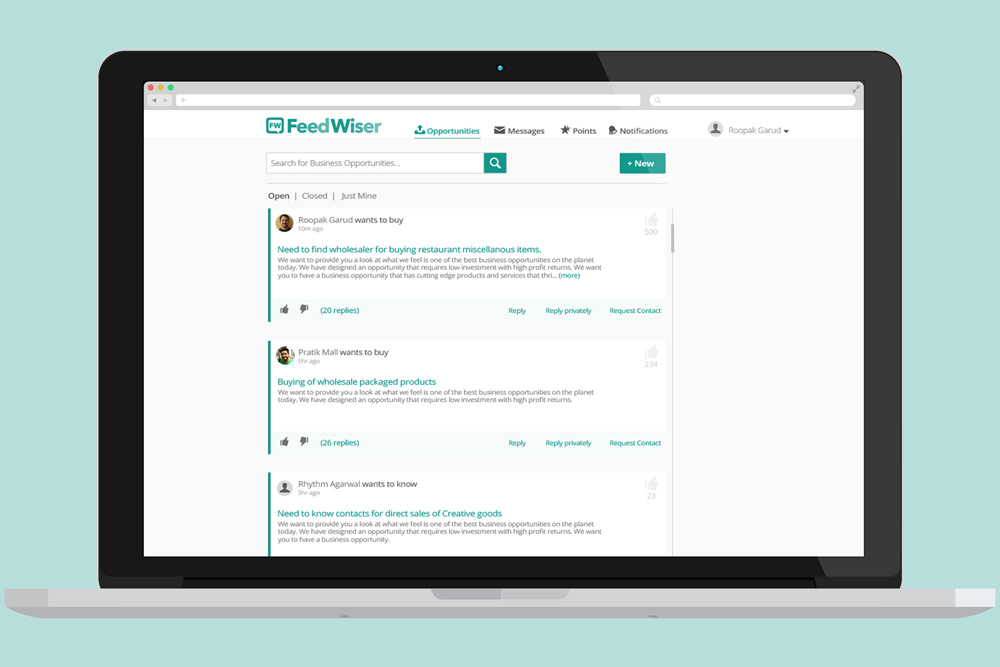 FW FeedWiser
Opportunities Messages Points Notifications Roopak Garud
Search for Business Opportunities...
+ New
Open | Closed | Just Mine
Roopak Garud wants to buy
10m ago
500
Need to find wholesaler for buying restaurant miscellanous items.
We want to provide you a look at what we feel is one of the best business opportunities on the planet
today. We have designed an opportunity that requires low investment with high profit returns. We want
you to have a business opportunity that has cutting edge products and services that thri... (more)
(20 replies) Reply Reply privately Request Contact
Pratik Mall wants to buy
1hr ago
234
Buying of wholesale packaged products
We want to provide you a look at what we feel is one of the best business opportunities on the planet
today. We have designed an opportunity that requires low investment with high profit returns.
(26 replies) Reply Reply privately Request Contact
Rhythm Agarwal wants to know
3hr ago
23
Need to know contacts for direct sales of Creative goods
We want to provide you a look at what we feel is one of the best business opportunities on the planet
today. We have designed an opportunity that requires low investment with high profit returns. We want
you to have a business opportunity.